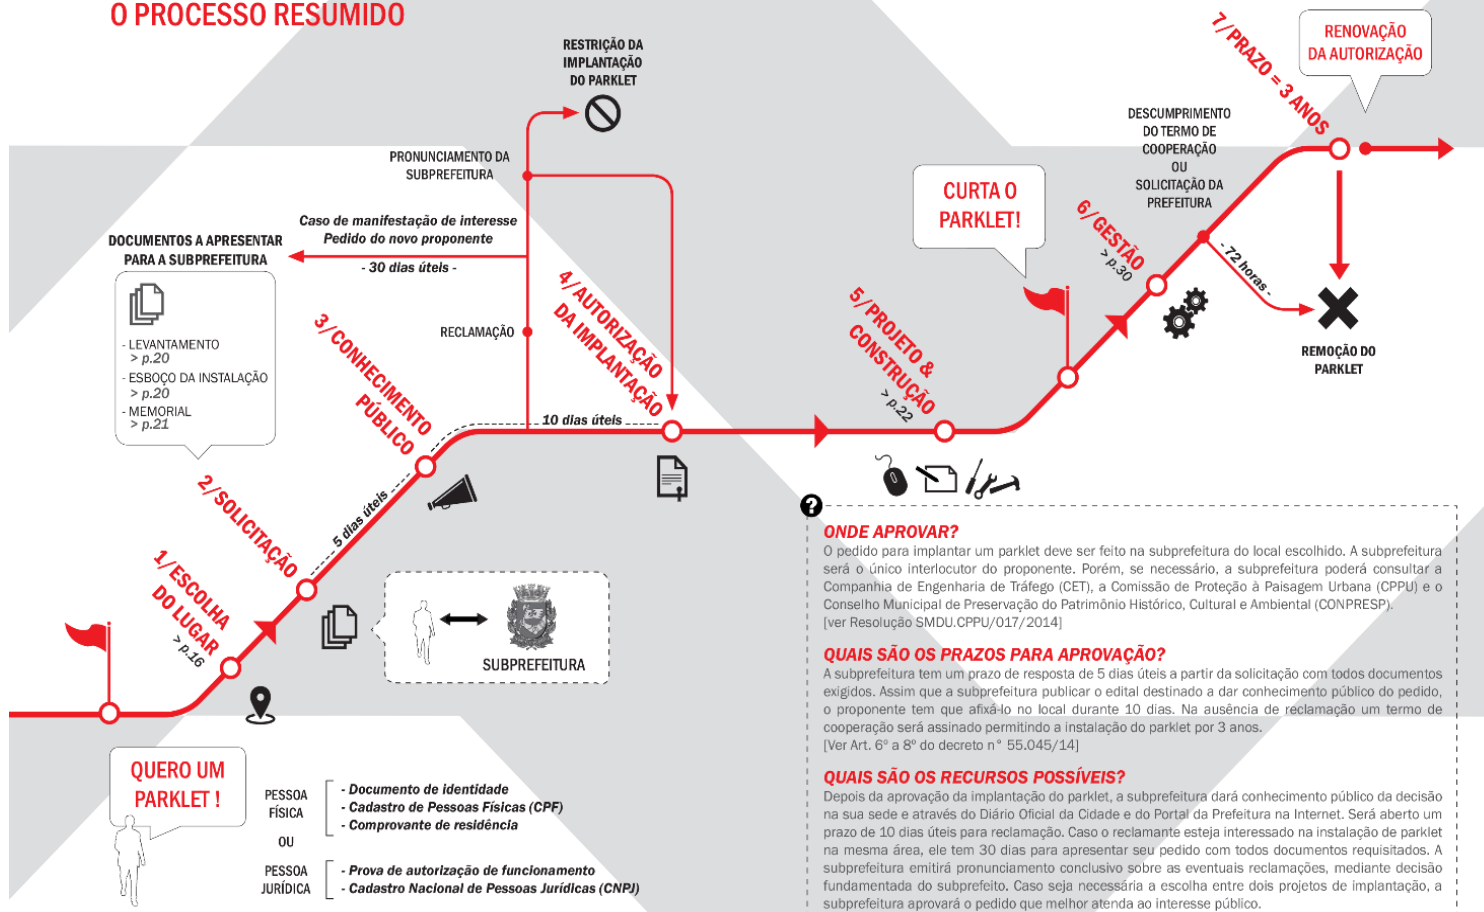 O PROCESSO RESUMIDO
RESTRIÇÃO DA
IMPLANTAÇÃO
DO PARKLET
PRONUNCIAMENTO DA
SUBPREFEITURA
Caso de manifestação de interesse
Pedido do novo proponente
- 30 dias úteis -
RECLAMAÇÃO
DOCUMENTOS A APRESENTAR
PARA A SUBPREFEITURA
- LEVANTAMENTO
> p.20
- ESBOÇO DA INSTALAÇÃO
> p.20
- MEMORIAL
> p.21
1/ESCOLHA
DO LUGAR
> p.16
2/SOLICITAÇÃO
5 dias úteis
3/CONHECIMENTO
PÚBLICO
10 dias úteis
4/AUTORIZAÇÃO
DA IMPLANTAÇÃO
5/PROJETO &
CONSTRUÇÃO
> p.22
CURTA O
PARKLET!
6/GESTÃO
> p.30
DESCUMPRIMENTO
DO TERMO DE
COOPERAÇÃO
OU
SOLICITAÇÃO DA
PREFEITURA
- 72 horas -
7/PRAZO = 3 ANOS
RENOVAÇÃO
DA AUTORIZAÇÃO
REMOÇÃO DO
PARKLET
SUBPREFEITURA
QUERO UM
PARKLET !
PESSOA
FÍSICA
- Documento de identidade
- Cadastro de Pessoas Físicas (CPF)
- Comprovante de residência
OU
PESSOA
JURÍDICA
- Prova de autorização de funcionamento
- Cadastro Nacional de Pessoas Jurídicas (CNPJ)
?
ONDE APROVAR?
O pedido para implantar um parklet deve ser feito na subprefeitura do local escolhido. A subprefeitura
será o único interlocutor do proponente. Porém, se necessário, a subprefeitura poderá consultar a
Companhia de Engenharia de Tráfego (CET), a Comissão de Proteção à Paisagem Urbana (CPPU) e o
Conselho Municipal de Preservação do Patrimônio Histórico, Cultural e Ambiental (CONPRESP).
[ver Resolução SMDU.CPPU/017/2014]
QUAIS SÃO OS PRAZOS PARA APROVAÇÃO?
A subprefeitura tem um prazo de resposta de 5 dias úteis a partir da solicitação com todos documentos
exigidos. Assim que a subprefeitura publicar o edital destinado a dar conhecimento público do pedido,
o proponente tem que afixá-lo no local durante 10 dias. Na ausência de reclamação um termo de
cooperação será assinado permitindo a instalação do parklet por 3 anos.
[Ver Art. 6º a 8º do decreto n° 55.045/14]
QUAIS SÃO OS RECURSOS POSSÍVEIS?
Depois da aprovação da implantação do parklet, a subprefeitura dará conhecimento público da decisão
na sua sede e através do Diário Oficial da Cidade e do Portal da Prefeitura na Internet. Será aberto um
prazo de 10 dias úteis para reclamação. Caso o reclamante esteja interessado na instalação de parklet
na mesma área, ele tem 30 dias para apresentar seu pedido com todos documentos requisitados. A
subprefeitura emitirá pronunciamento conclusivo sobre as eventuais reclamações, mediante decisão
fundamentada do subprefeito. Caso seja necessária a escolha entre dois projetos de implantação, a
subprefeitura aprovará o pedido que melhor atenda ao interesse público.